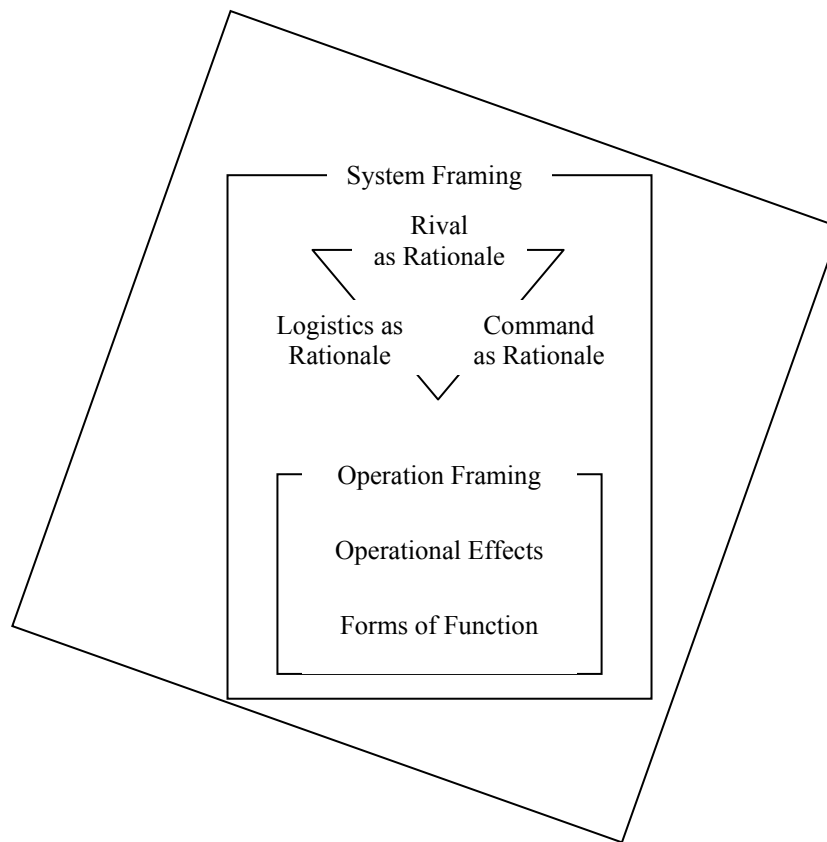 System Framing
Rival
as Rationale
Logistics as
Rationale
Command
as Rationale
Operation Framing
Operational Effects
Forms of Function